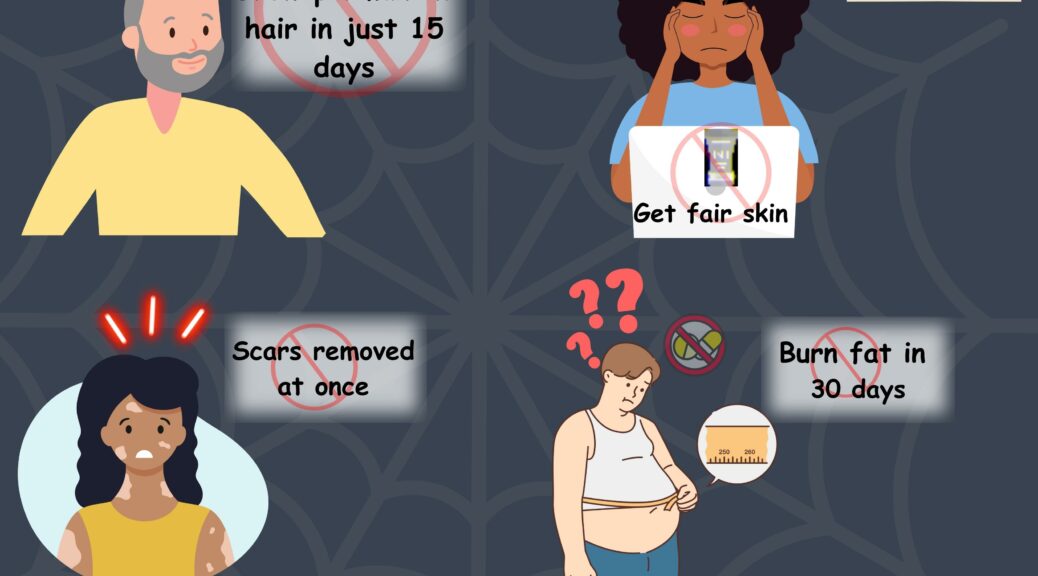 hair in just 15
days
Get fair skin
Scars removed
at once
Burn fat in
30 days
250 260